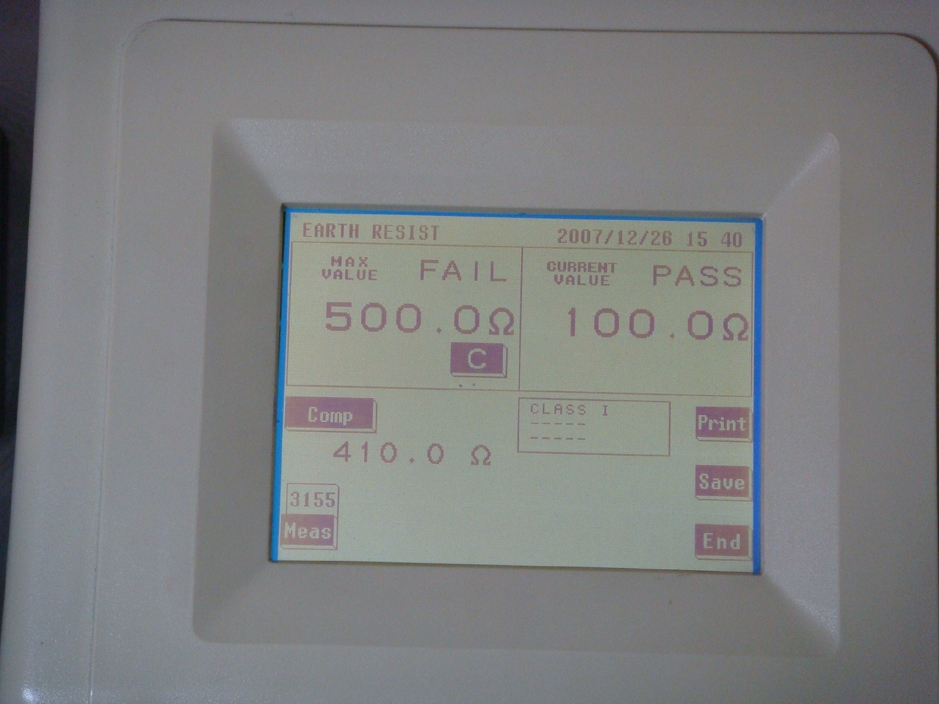 EARTH RESIST 2007/12/26 15 40
MAX VALUE FAIL
500.0Ω
C
CURRENT VALUE PASS
100.0Ω
Comp
410.0 Ω
CLASS I
-----
-----
Print
Save
End
3155
Meas